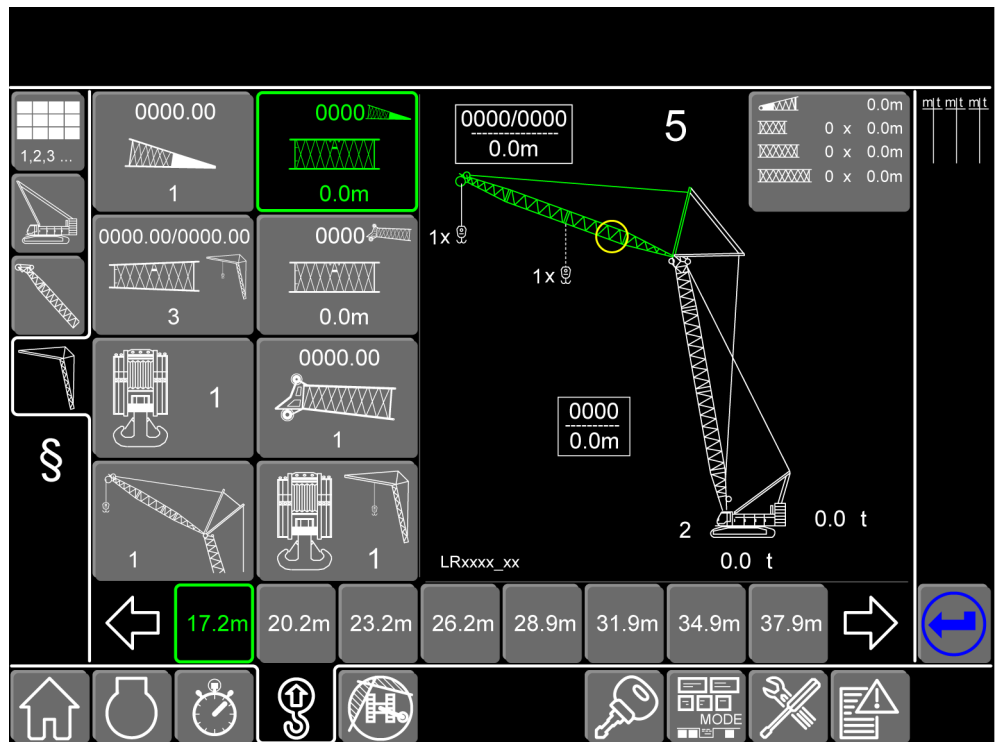 1,2,3 ...
§
0000.00
1
0000
0.0m
0000.00/0000.00
3
0000
0.0m
1
0000.00
1
1
1
0000/0000
0.0m
5
0.0m
0 x 0.0m
0 x 0.0m
0 x 0.0m
m t m t m t
1x
1x
0000
0.0m
2
0.0 t
0.0 t
LRxxxx_xx
17.2m 20.2m 23.2m 26.2m 28.9m 31.9m 34.9m 37.9m
MODE